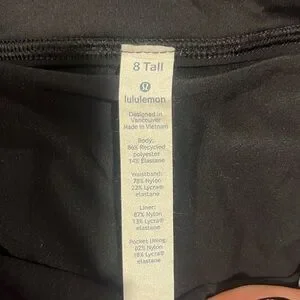 8 Tall
lululemon
Designed in
Vancouver
Made in Vietnam
Body:
86% Recycled
polyester
14% Elastane
Waistband:
78% Nylon
22% Lycra®
elastane
Liner:
87% Nylon
13% Lycra®
elastane
Pocket Lining:
82% Nylon
18% Lycra®
elastane